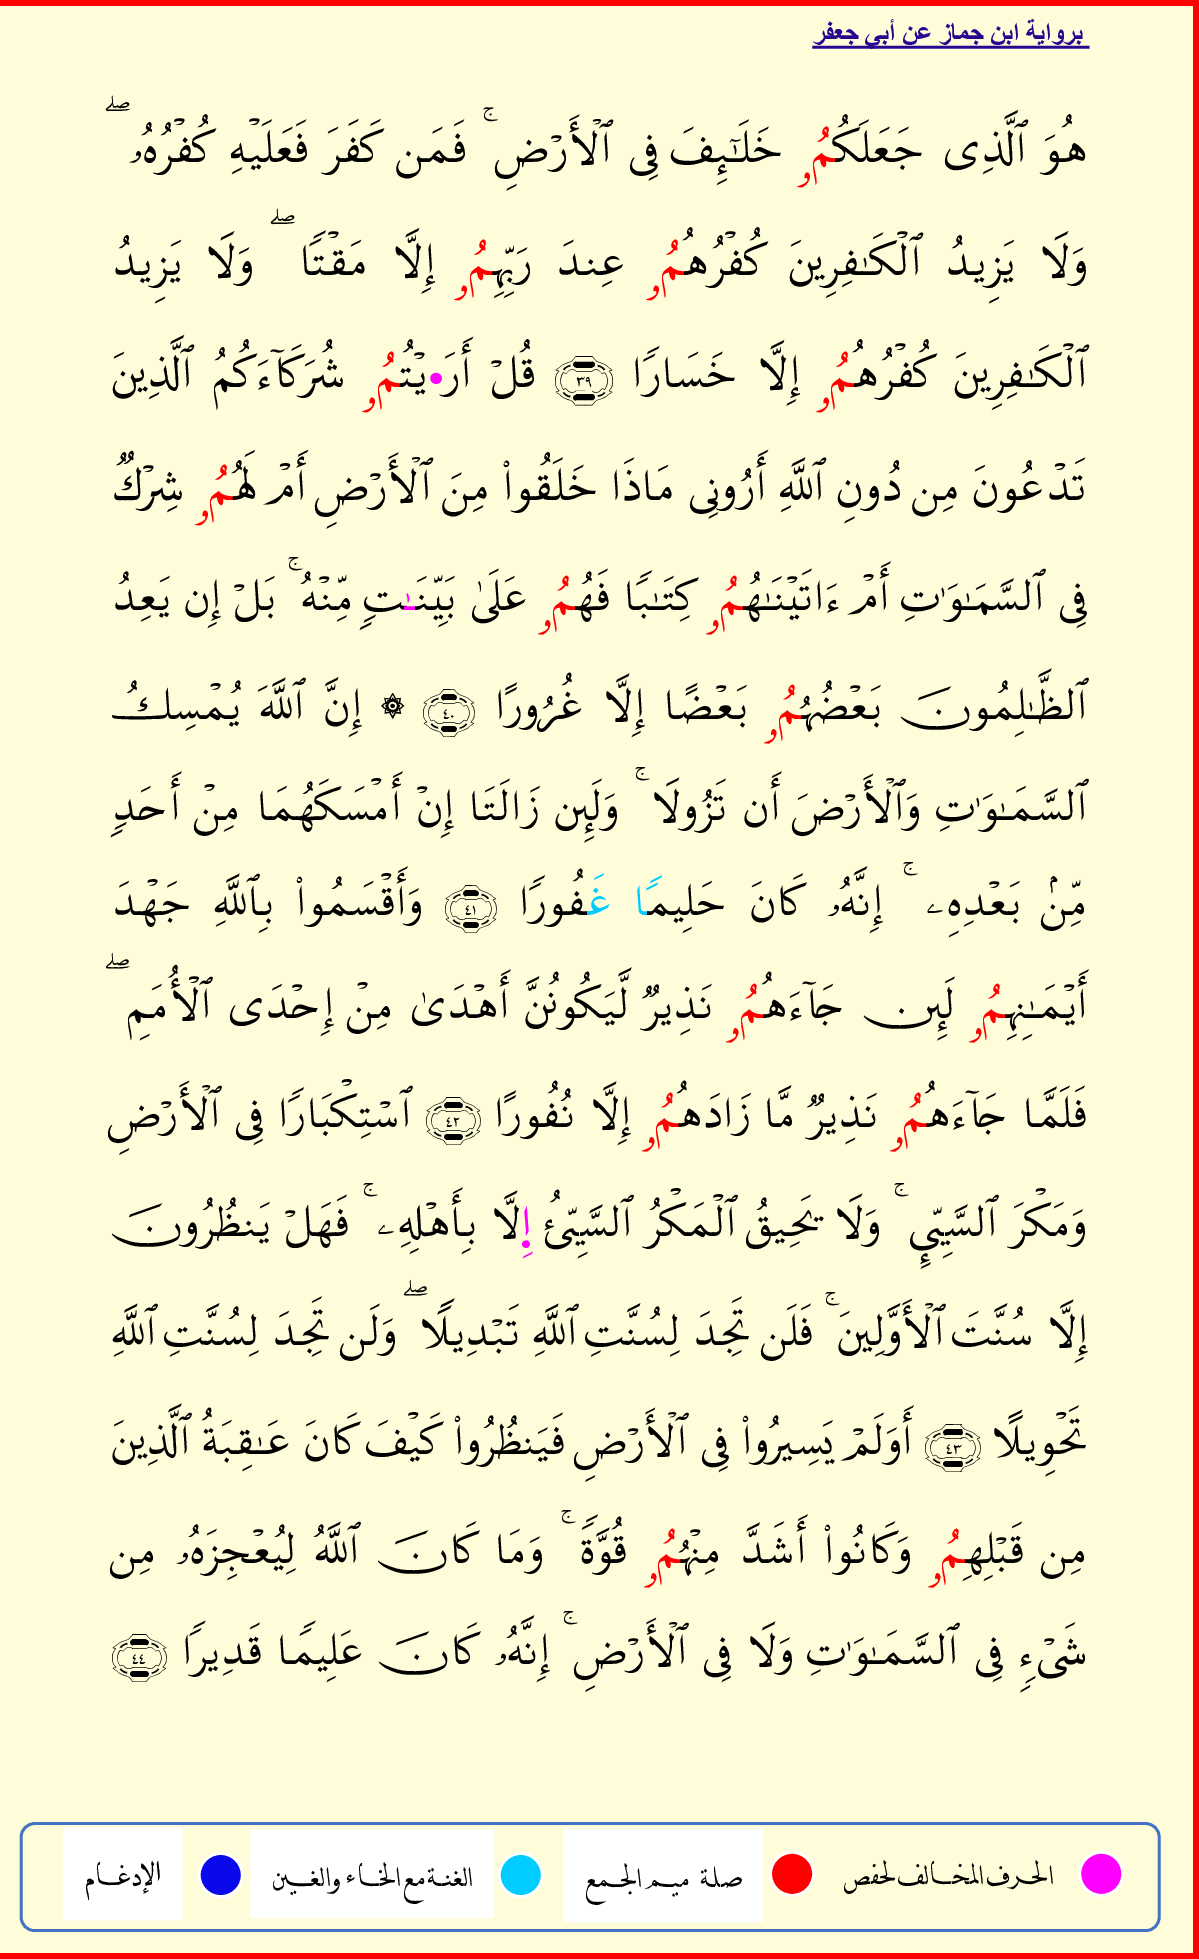 برواية ابن جماز عن أبي جعفر
هُوَ ٱلَّذِى جَعَلَكُمُۥ خَلَـٰٓئِفَ فِى ٱلْأَرْضِ ۚ فَمَن كَفَرَ فَعَلَيْهِ كُفْرُهُۥ ۖ
وَلَا يَزِيدُ ٱلْكَـٰفِرِينَ كُفْرُهُمُۥ عِندَ رَبِّهِمُۥ إِلَّا مَقْتًا ۖ وَلَا يَزِيدُ
ٱلْكَـٰفِرِينَ كُفْرُهُمُۥ إِلَّا خَسَارًا ٣٩ قُلْ أَرَ•يْتُمُۥ شُرَكَآءَكُمُ ٱلَّذِينَ
تَدْعُونَ مِن دُونِ ٱللَّهِ أَرُونِى مَاذَا خَلَقُوا۟ مِنَ ٱلْأَرْضِ أَمْ لَهُمُۥ شِرْكٌ
فِى ٱلسَّمَـٰوَٰتِ أَمْ ءَاتَيْنَـٰهُمُۥ كِتَـٰبًا فَهُمُۥ عَلَىٰ بَيِّنَـٰتٍ مِّنْهُ ۚ بَلْ إِن يَعِدُ
ٱلظَّـٰلِمُونَ بَعْضُهُمُۥ بَعْضًا إِلَّا غُرُورًا ٤٠ ۞ إِنَّ ٱللَّهَ يُمْسِكُ
ٱلسَّمَـٰوَٰتِ وَٱلْأَرْضَ أَن تَزُولَا ۚ وَلَئِن زَالَتَا إِنْ أَمْسَكَهُمَا مِنْ أَحَدٍ
مِّنۢ بَعْدِهِۦ ۚ إِنَّهُۥ كَانَ حَلِيمًا غَفُورًا ٤١ وَأَقْسَمُوا۟ بِٱللَّهِ جَهْدَ
أَيْمَـٰنِهِمُۥ لَئِن جَآءَهُمُۥ نَذِيرٌ لَّيَكُونُنَّ أَهْدَىٰ مِنْ إِحْدَى ٱلْأُمَمِ ۖ
فَلَمَّا جَآءَهُمُۥ نَذِيرٌ مَّا زَادَهُمُۥ إِلَّا نُفُورًا ٤٢ ٱسْتِكْبَارًا فِى ٱلْأَرْضِ
وَمَكْرَ ٱلسَّيِّئِ ۚ وَلَا يَحِيقُ ٱلْمَكْرُ ٱلسَّيِّئُ اِ•لَّا بِأَهْلِهِۦ ۚ فَهَلْ يَنظُرُونَ
إِلَّا سُنَّتَ ٱلْأَوَّلِينَ ۚ فَلَن تَجِدَ لِسُنَّتِ ٱللَّهِ تَبْدِيلًا ۖ وَلَن تَجِدَ لِسُنَّتِ ٱللَّهِ
تَحْوِيلًا ٤٣ أَوَلَمْ يَسِيرُوا۟ فِى ٱلْأَرْضِ فَيَنظُرُوا۟ كَيْفَ كَانَ عَـٰقِبَةُ ٱلَّذِينَ
مِن قَبْلِهِمُۥ وَكَانُوا۟ أَشَدَّ مِنْهُمُۥ قُوَّةً ۚ وَمَا كَانَ ٱللَّهُ لِيُعْجِزَهُۥ مِن
شَىْءٍ فِى ٱلسَّمَـٰوَٰتِ وَلَا فِى ٱلْأَرْضِ ۚ إِنَّهُۥ كَانَ عَلِيمًا قَدِيرًا ٤٤
الحرف المخالف لحفص صلة ميم الجمع الغنة مع الخاء والغين الإدغام